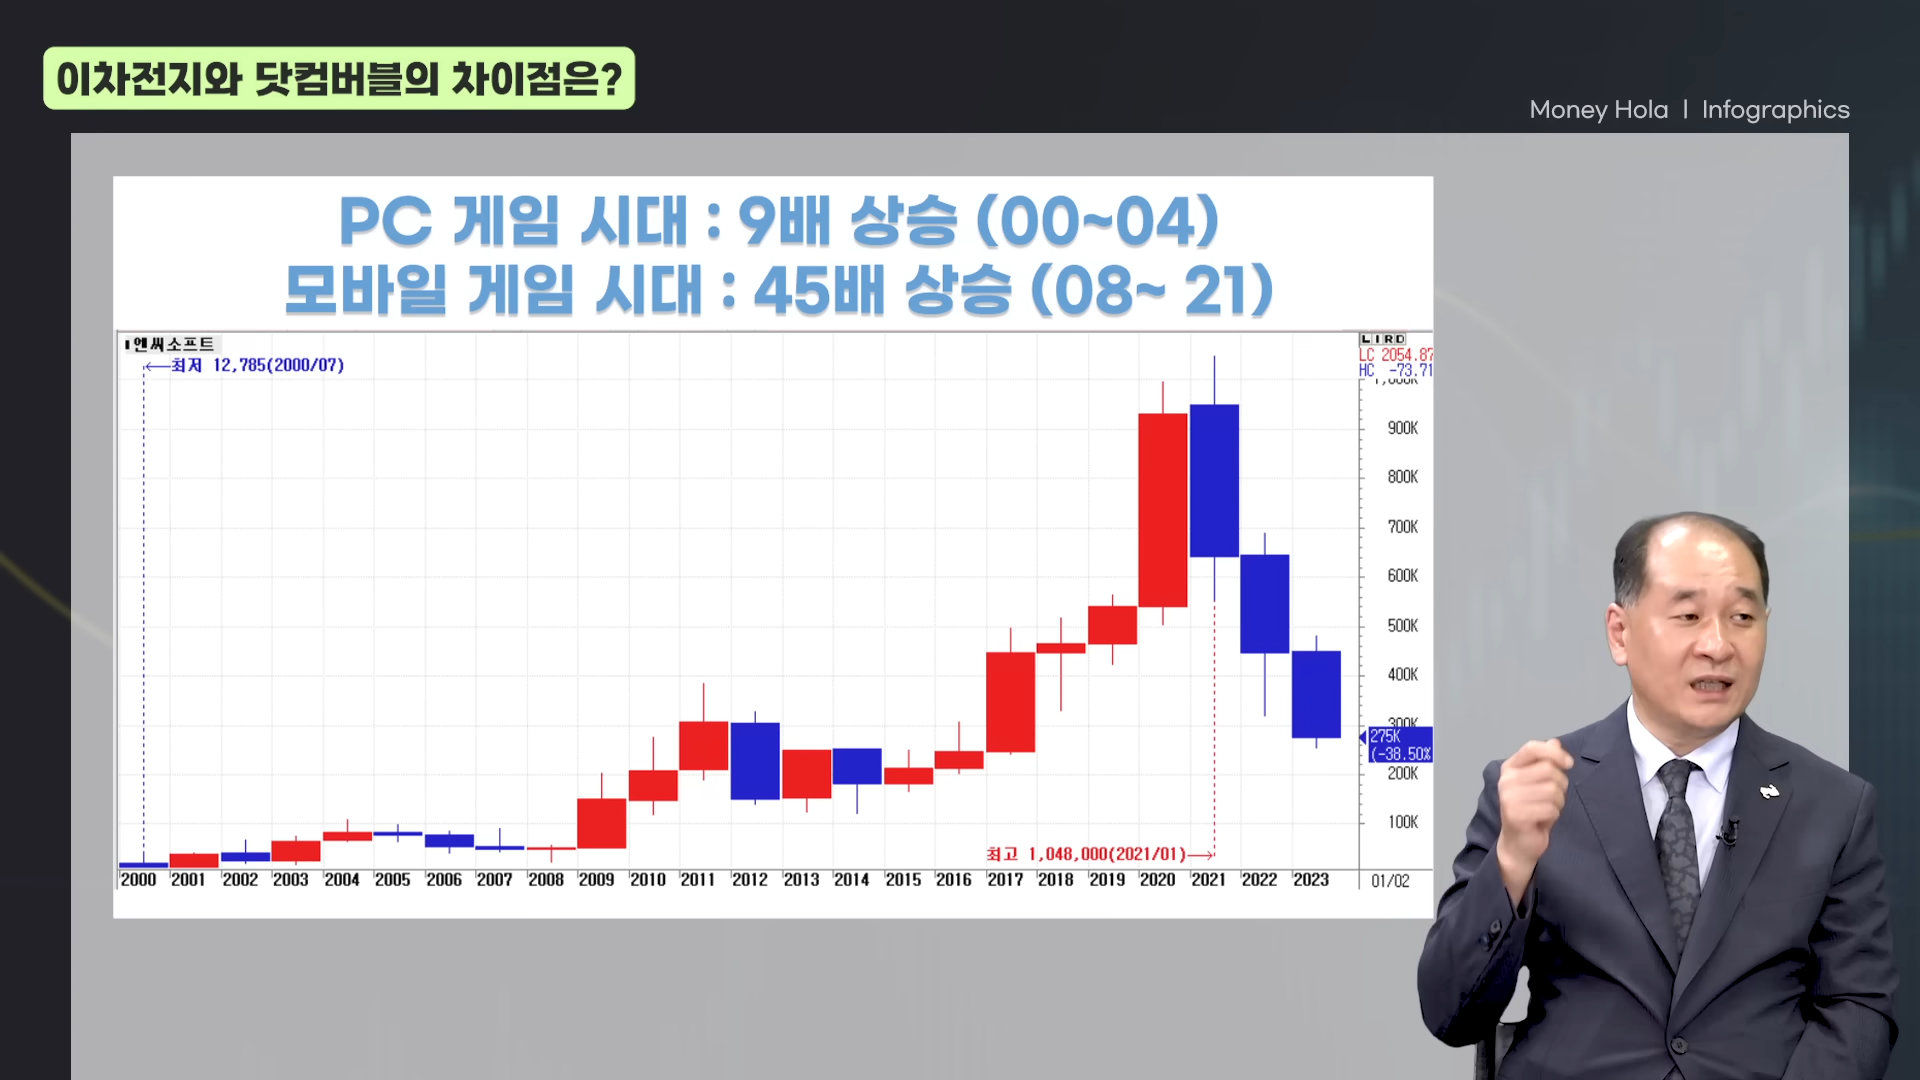 이차전지와 닷컴버블의 차이점은?
Money Hola | Infographics
PC 게임 시대 : 9배 상승 (00~04)
모바일 게임 시대 : 45배 상승 (08~ 21)
엔씨소프트
최저 12,785(2000/07)
LIRD
LC 2054.87
HC -73.71
1,000K
900K
800K
700K
600K
500K
400K
300K
275K
(-38.50%
200K
100K
최고 1,048,000(2021/01)
2000 2001 2002 2003 2004 2005 2006 2007 2008 2009 2010 2011 2012 2013 2014 2015 2016 2017 2018 2019 2020 2021 2022 2023 01/02